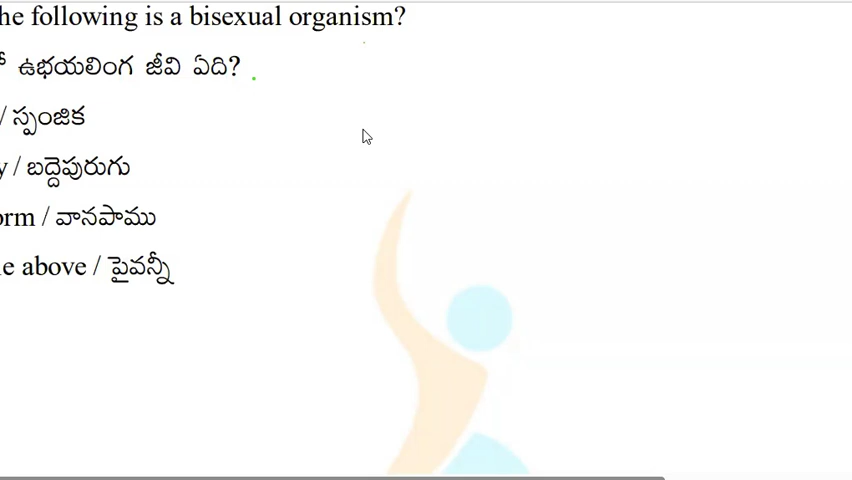 he following is a bisexual organism?
ఉభయలింగ జీవి ఏది?
/ స్పంజిక
y / బద్దెపురుగు
orm / వానపాము
e above / పైవన్నీ